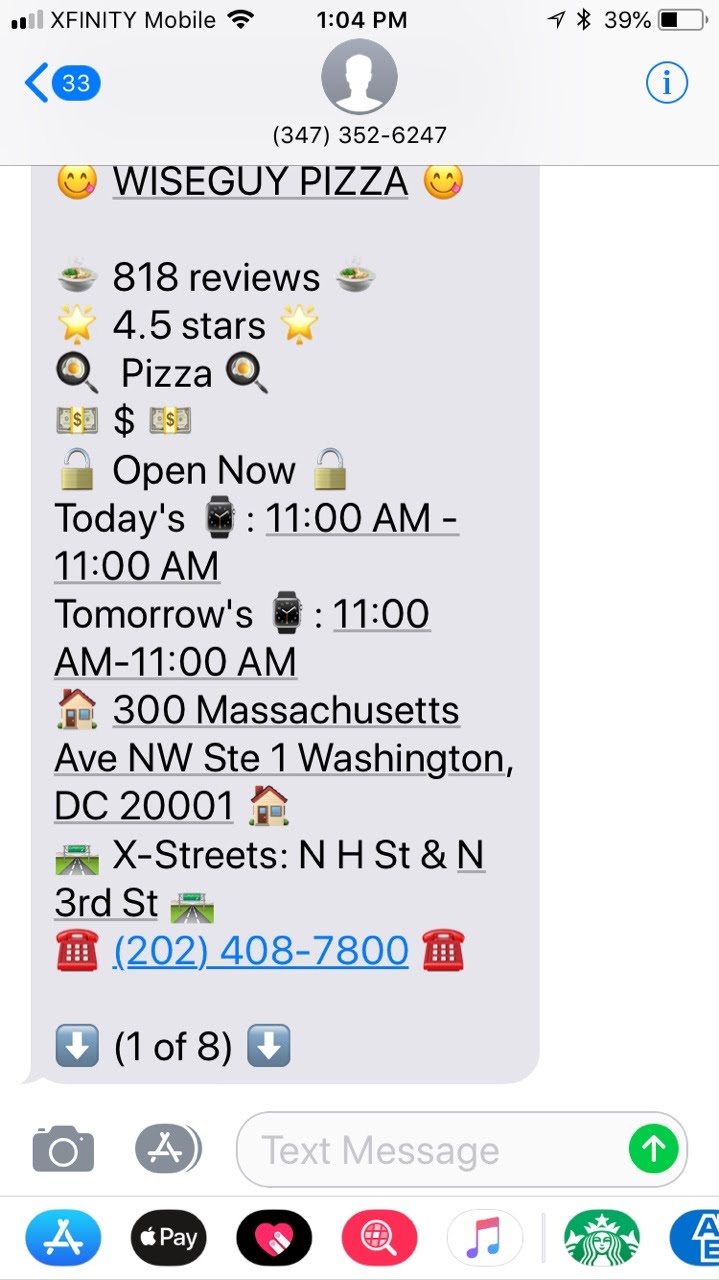 XFINITY Mobile 1:04 PM 39%
33
(347) 352-6247
😋 WISEGUY PIZZA 😋
🍜 818 reviews 🍜
🌟 4.5 stars 🌟
🍳 Pizza 🍳
💵 $ 💵
🔓 Open Now 🔓
Today's ⌚ : 11:00 AM -
11:00 AM
Tomorrow's ⌚ : 11:00
AM-11:00 AM
🏠 300 Massachusetts
Ave NW Ste 1 Washington,
DC 20001 🏠
🛣 X-Streets: N H St & N
3rd St 🛣
☎️ (202) 408-7800 ☎️
⬇️ (1 of 8) ⬇️
Text Message
Pay